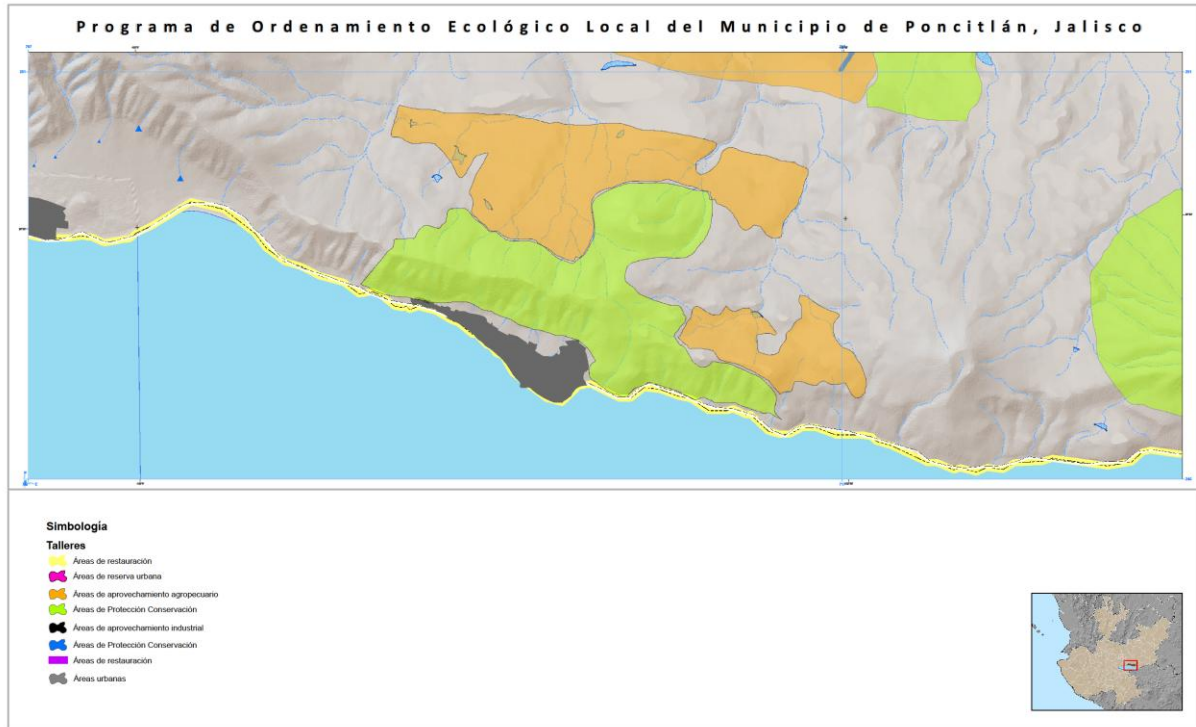 Programa de Ordenamiento Ecológico Local del Municipio de Poncitlán, Jalisco
Simbología
Talleres
Áreas de restauración
Áreas de reserva urbana
Áreas de aprovechamiento agropecuario
Áreas de Protección Conservación
Áreas de aprovechamiento industrial
Áreas de Protección Conservación
Áreas de restauración
Áreas urbanas